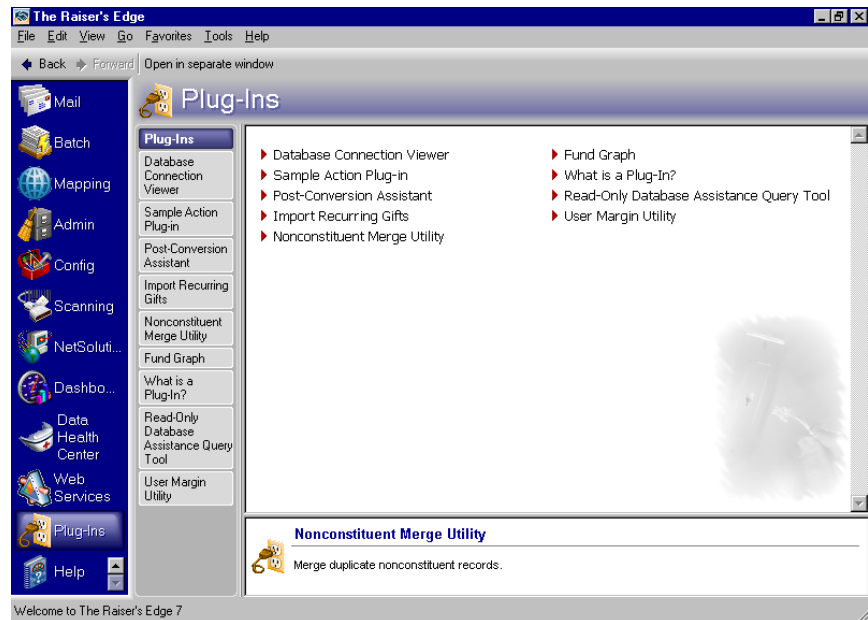 The Raiser's Edge
File Edit View Go Favorites Tools Help
Back Forward Open in separate window
Mail
Batch
Mapping
Admin
Config
Scanning
NetSoluti...
Dashbo...
Data
Health
Center
Web
Services
Plug-Ins
Help
Plug-Ins
Plug-Ins
Database
Connection
Viewer
Sample Action
Plug-in
Post-Conversion
Assistant
Import Recurring
Gifts
Nonconstituent
Merge Utility
Fund Graph
What is a
Plug-In?
Read-Only
Database
Assistance Query
Tool
User Margin
Utility
Database Connection Viewer
Sample Action Plug-in
Post-Conversion Assistant
Import Recurring Gifts
Nonconstituent Merge Utility
Fund Graph
What is a Plug-In?
Read-Only Database Assistance Query Tool
User Margin Utility
Nonconstituent Merge Utility
Merge duplicate nonconstituent records.
Welcome to The Raiser's Edge 7